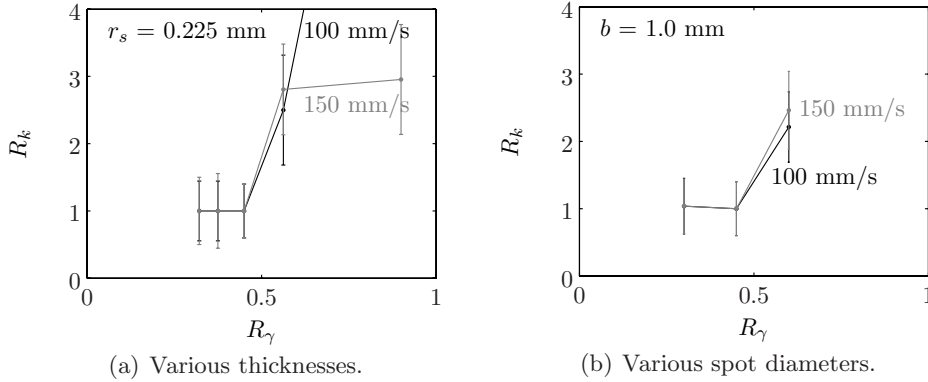 4
3
2
1
0
R_k
r_s = 0.225 mm
100 mm/s
150 mm/s
0
0.5
1
R_γ
(a) Various thicknesses.
4
3
2
1
0
R_k
b = 1.0 mm
150 mm/s
100 mm/s
0
0.5
1
R_γ
(b) Various spot diameters.